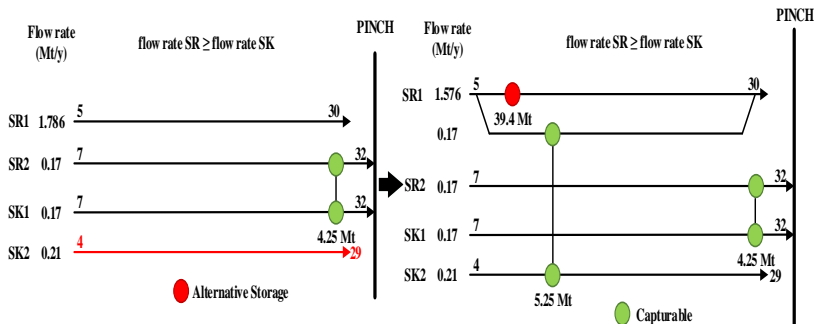 PINCH
Flow rate
(Mt/y)
flow rate SR ≥ flow rate SK
5 30
SR1 1.786
7 32
SR2 0.17
7 32
SK1 0.17
4.25 Mt
4
SK2 0.21 29
Alternative Storage
PINCH
Flow rate
(Mt/y)
flow rate SR ≥ flow rate SK
5 30
SR1 1.576
39.4 Mt
0.17
7 32
SR2 0.17
7 32
SK1 0.17
4.25 Mt
4
SK2 0.21 29
5.25 Mt
Capturable